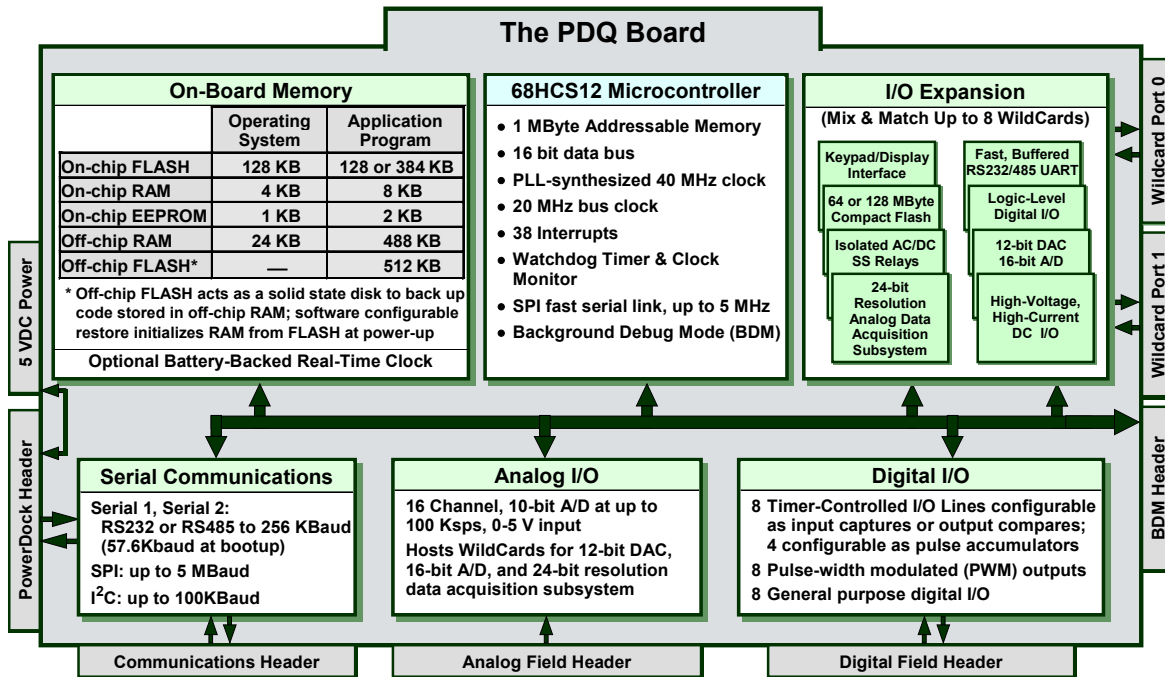 The PDQ Board
On-Board Memory
Operating System
Application Program
On-chip FLASH 128 KB 128 or 384 KB
On-chip RAM 4 KB 8 KB
On-chip EEPROM 1 KB 2 KB
Off-chip RAM 24 KB 488 KB
Off-chip FLASH* — 512 KB
* Off-chip FLASH acts as a solid state disk to back up
code stored in off-chip RAM; software configurable
restore initializes RAM from FLASH at power-up
Optional Battery-Backed Real-Time Clock
68HCS12 Microcontroller
• 1 MByte Addressable Memory
• 16 bit data bus
• PLL-synthesized 40 MHz clock
• 20 MHz bus clock
• 38 Interrupts
• Watchdog Timer & Clock
Monitor
• SPI fast serial link, up to 5 MHz
• Background Debug Mode (BDM)
I/O Expansion
(Mix & Match Up to 8 WildCards)
Keypad/Display
Interface
64 or 128 MByte
Compact Flash
Isolated AC/DC
SS Relays
24-bit
Resolution
Analog Data
Acquisition
Subsystem
Fast, Buffered
RS232/485 UART
Logic-Level
Digital I/O
12-bit DAC
16-bit A/D
High-Voltage,
High-Current
DC I/O
Wildcard Port 0
Wildcard Port 1
BDM Header
5 VDC Power
PowerDock Header
Serial Communications
Serial 1, Serial 2:
RS232 or RS485 to 256 KBaud
(57.6Kbaud at bootup)
SPI: up to 5 MBaud
I²C: up to 100KBaud
Analog I/O
16 Channel, 10-bit A/D at up to
100 Ksps, 0-5 V input
Hosts WildCards for 12-bit DAC,
16-bit A/D, and 24-bit resolution
data acquisition subsystem
Digital I/O
8 Timer-Controlled I/O Lines configurable
as input captures or output compares;
4 configurable as pulse accumulators
8 Pulse-width modulated (PWM) outputs
8 General purpose digital I/O
Communications Header
Analog Field Header
Digital Field Header